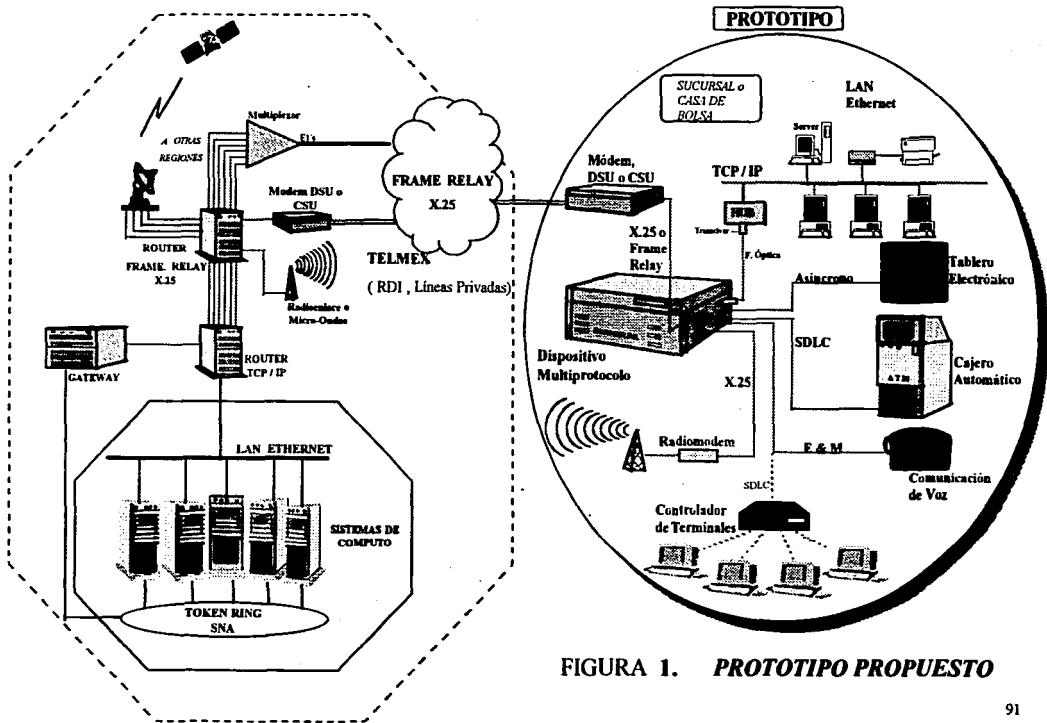 PROTOTIPO
A OTRAS
REGIONES
Multiplexor
E1's
Modem DSU o
CSU
FRAME RELAY
X.25
ROUTER
FRAME RELAY
X.25
Radioenlace o
Micro-Ondas
TELMEX
( RDI , Líneas Privadas)
GATEWAY
ROUTER
TCP / IP
LAN ETHERNET
SISTEMAS DE
COMPUTO
TOKEN RING
SNA
SUCURSAL o
CASA DE
BOLSA
LAN
Ethernet
Server
TCP / IP
Módem,
DSU o CSU
HUB
F. Óptica
X.25 o
Frame
Relay
Asíncrono
Tablero
Electrónico
SDLC
ATM
Cajero
Automático
Dispositivo
Multiprotocolo
X.25
Radiomodem
E & M
Comunicación
de Voz
SDLC
Controlador
de Terminales
FIGURA 1. PROTOTIPO PROPUESTO
91